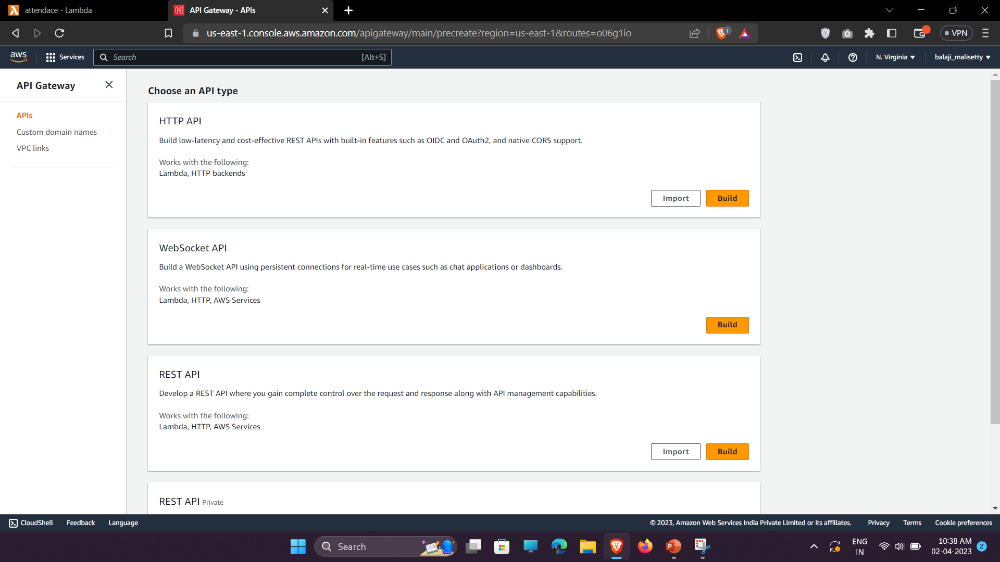 attendace - Lambda
API Gateway - APIs
us-east-1.console.aws.amazon.com/apigateway/main/precreate?region=us-east-1&routes=o06g1io
1
VPN
aws
Services
Search
[Alt+S]
N. Virginia
balaji_malisetty
API Gateway
APIs
Custom domain names
VPC links
Choose an API type
HTTP API
Build low-latency and cost-effective REST APIs with built-in features such as OIDC and OAuth2, and native CORS support.
Works with the following:
Lambda, HTTP backends
Import
Build
WebSocket API
Build a WebSocket API using persistent connections for real-time use cases such as chat applications or dashboards.
Works with the following:
Lambda, HTTP, AWS Services
Build
REST API
Develop a REST API where you gain complete control over the request and response along with API management capabilities.
Works with the following:
Lambda, HTTP, AWS Services
Import
Build
REST API Private
CloudShell
Feedback
Language
© 2023, Amazon Web Services India Private Limited or its affiliates.
Privacy
Terms
Cookie preferences
Search
P
ENG
IN
10:38 AM
02-04-2023
2